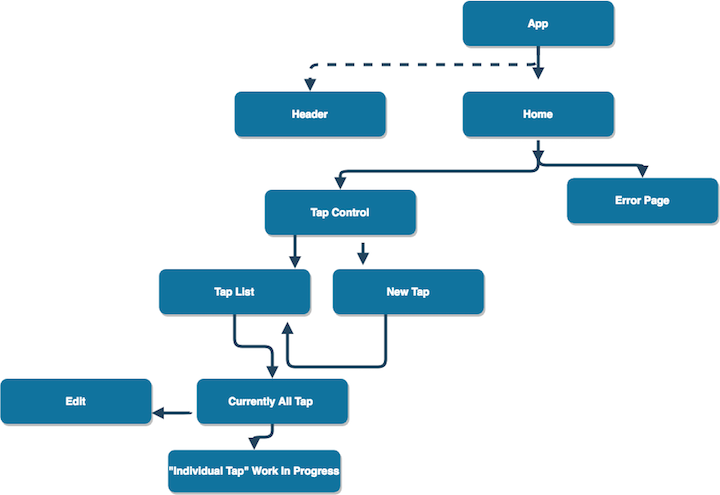 App
Header
Home
Error Page
Tap Control
Tap List
New Tap
Edit
Currently All Tap
"Individual Tap" Work In Progress